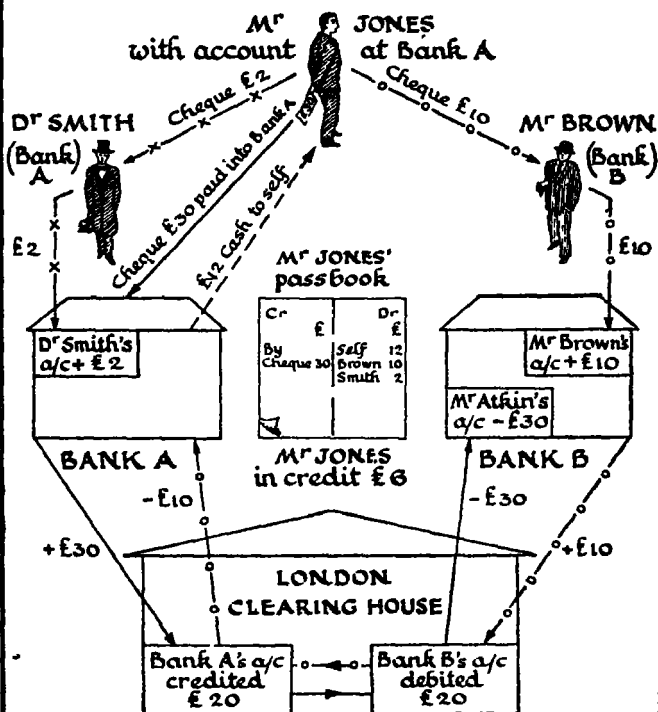 Mr JONES
with account at Bank A
Cheque £2
Cheque £10
Dr SMITH
(Bank A)
Mr BROWN
(Bank B)
Cheque £30 paid into Bank A
£42 Cash to self
£2
£10
Mr JONES'
passbook
Cr Dr
£ £
By Self 12
Cheque 30 Brown 10
Smith 2
Dr Smith's
a/c + £2
Mr Brown's
a/c + £10
Mr Atkin's
a/c - £30
BANK A
Mr JONES
in credit £6
BANK B
-£10
-£30
+£30
+£10
LONDON
CLEARING HOUSE
Bank A's a/c
credited
£20
Bank B's a/c
debited
£20